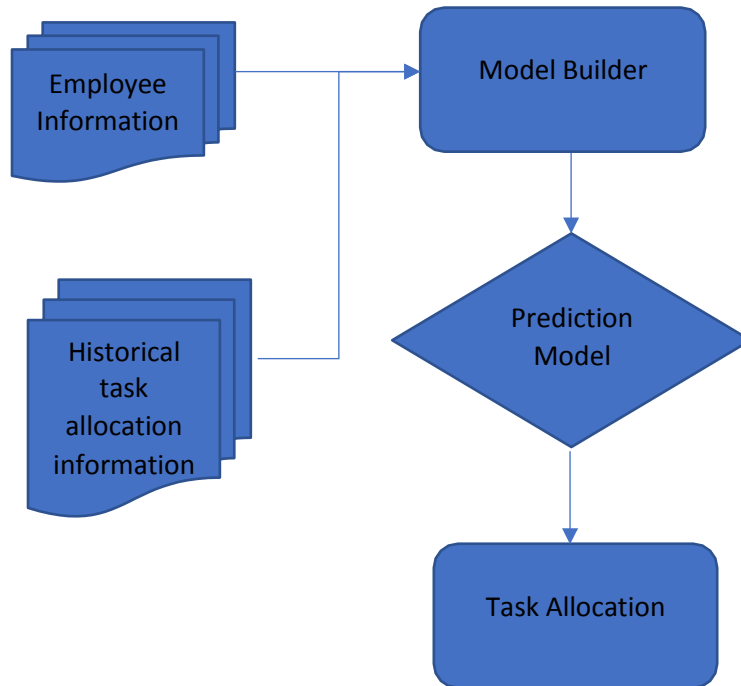 Employee
Information
Model Builder
Historical
task
allocation
information
Prediction
Model
Task Allocation